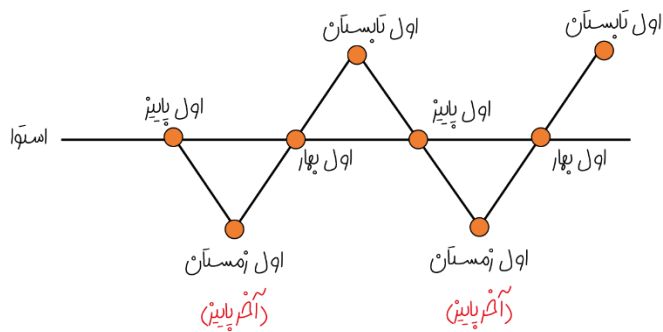 اول تابستان
اول تابستان
اول پاییز
اول پاییز
استوا
اول بهار
اول بهار
اول زمستان
اول زمستان
(آخر پاییز)
(آخر پاییز)